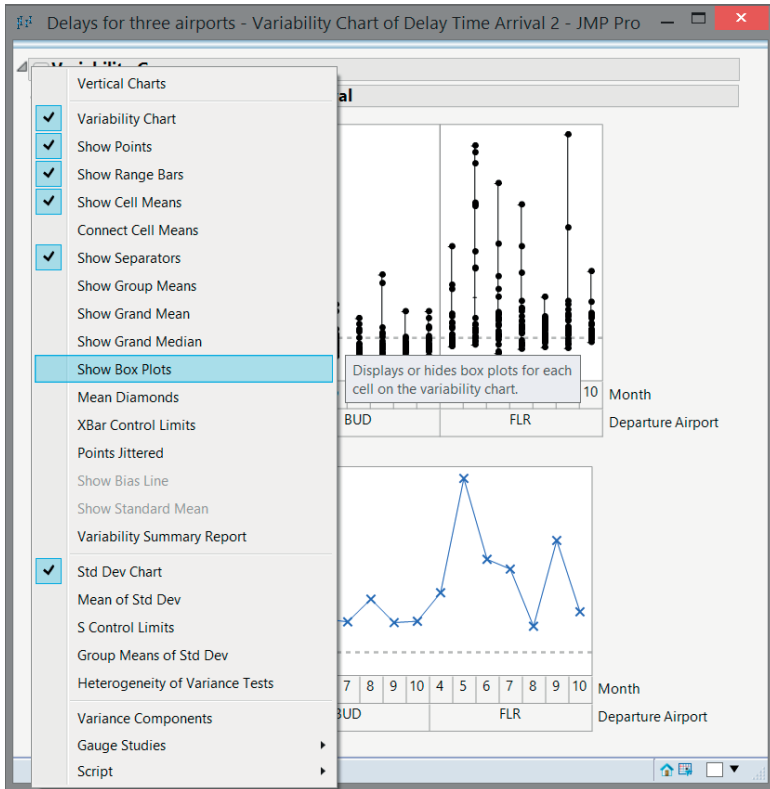 Delays for three airports - Variability Chart of Delay Time Arrival 2 - JMP Pro
al
Vertical Charts
Variability Chart
Show Points
Show Range Bars
Show Cell Means
Connect Cell Means
Show Separators
Show Group Means
Show Grand Mean
Show Grand Median
Show Box Plots
Displays or hides box plots for each
cell on the variability chart.
Mean Diamonds
XBar Control Limits
Points Jittered
Show Bias Line
Show Standard Mean
Variability Summary Report
Std Dev Chart
Mean of Std Dev
S Control Limits
Group Means of Std Dev
Heterogeneity of Variance Tests
Variance Components
Gauge Studies
Script
10 Month
BUD FLR Departure Airport
7 8 9 10 4 5 6 7 8 9 10 Month
BUD FLR Departure Airport